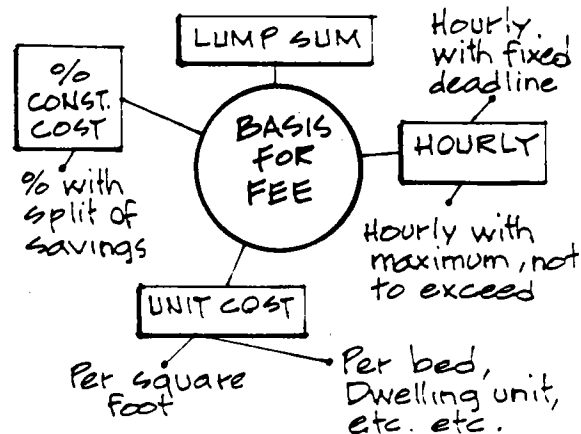 LUMP SUM
%
CONST.
COST
% with
split of
savings
BASIS
FOR
FEE
Hourly
with fixed
deadline
HOURLY
Hourly with
maximum, not
to exceed
UNIT COST
Per square
foot
Per bed,
Dwelling unit,
etc. etc.